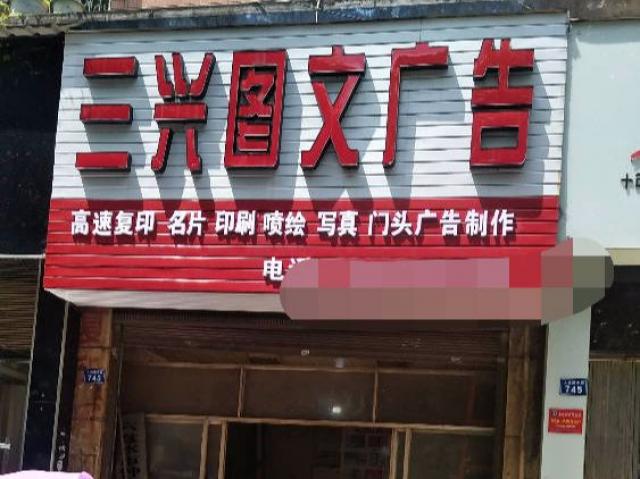 三兴图文广告
高速复印 名片 印刷 喷绘 写真 门头广告制作
电
745
745